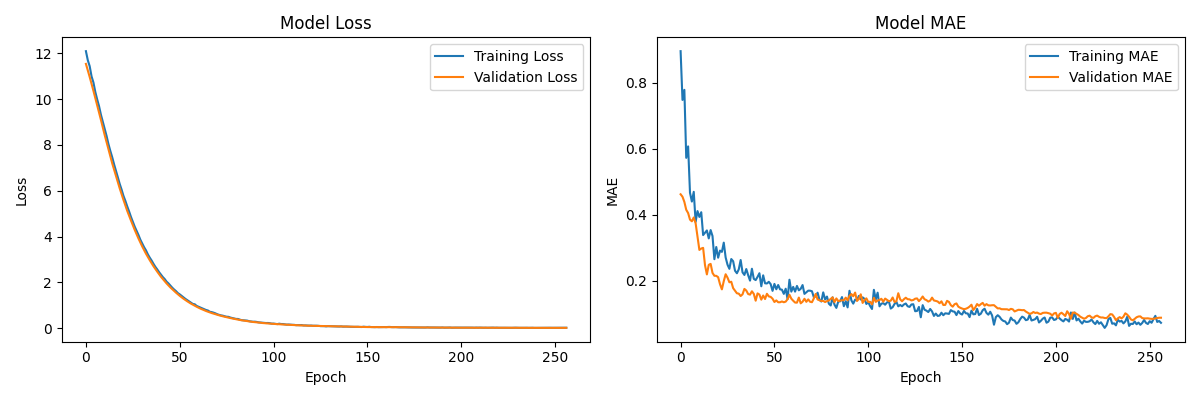 Model Loss
Training Loss
Validation Loss
Loss
12
10
8
6
4
2
0
0 50 100 150 200 250
Epoch
Model MAE
Training MAE
Validation MAE
MAE
0.8
0.6
0.4
0.2
0 50 100 150 200 250
Epoch